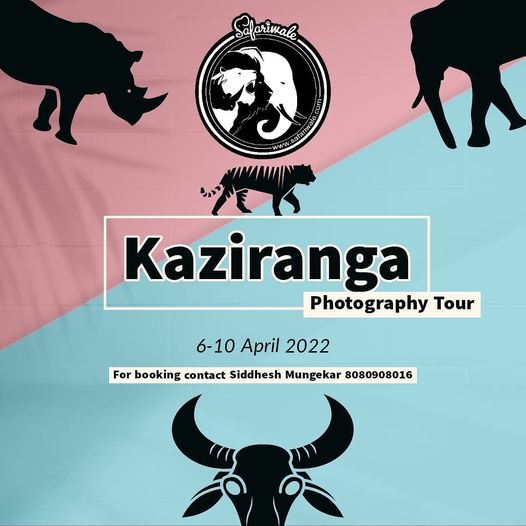 Safariwale
www.safariwale.com
Kaziranga
Photography Tour
6-10 April 2022
For booking contact Siddhesh Mungekar 8080908016